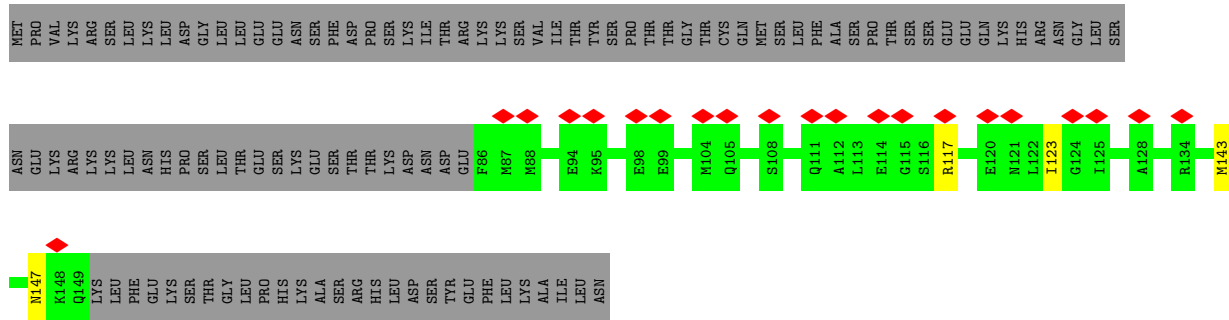 MET PRO VAL LYS ARG SER LEU LYS LEU ASP GLY LEU LEU GLU GLU ASN SER PHE ASP PRO SER LYS ILE THR ARG LYS LYS SER VAL ILE THR TYR SER PRO THR THR GLY THR CYS GLN MET SER LEU PHE ALA SER PRO THR SER SER GLU GLU GLN LYS HIS ARG ASN GLY LEU SER
ASN GLU LYS ARG LYS LYS LEU ASN HIS PRO SER LEU THR GLU SER LYS GLU SER THR THR LYS ASP ASN ASP GLU F86 M87 M88 E94 K95 E98 E99 M104 Q105 S108 Q111 A112 L113 E114 G115 S116 R117 E120 N121 L122 I123 G124 I125 A128 R134 M143
N147 K148 Q149 LYS LEU PHE GLU LYS SER THR GLY LEU PRO HIS LYS ALA SER ARG HIS LEU ASP SER TYR GLU PHE LEU LYS ALA ILE LEU ASN